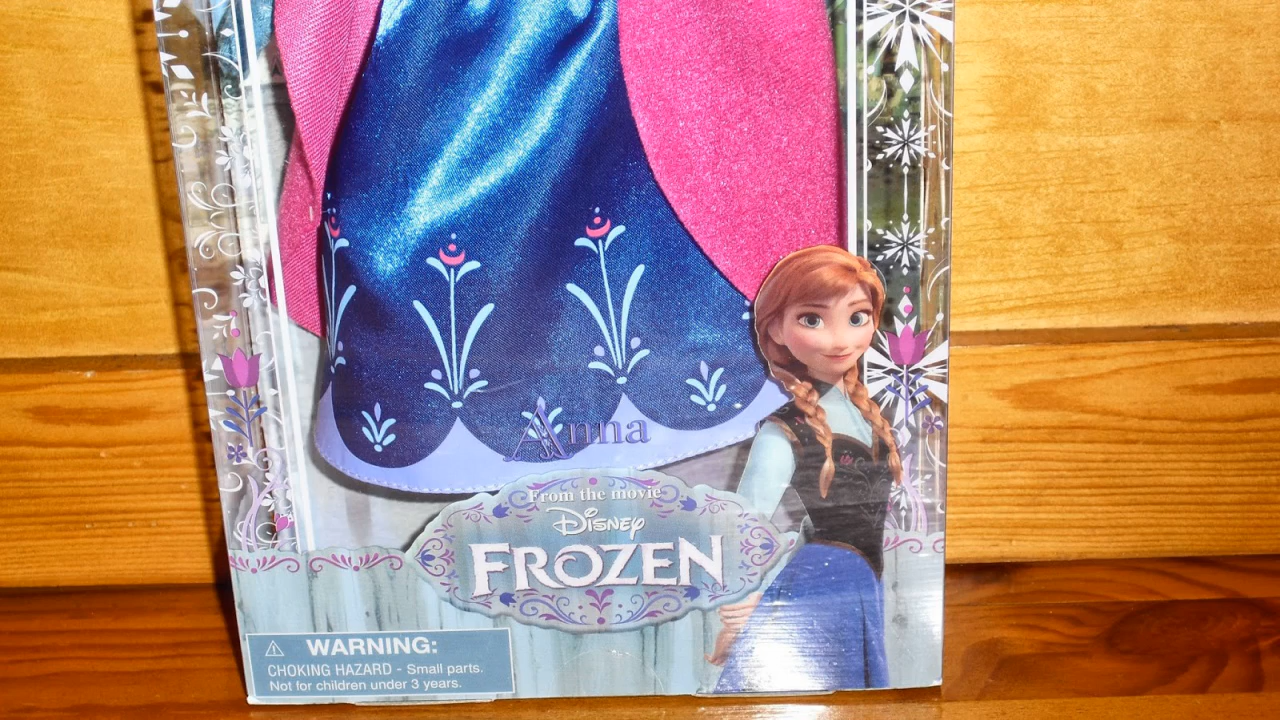 Anna
From the movie
Disney
FROZEN
WARNING:
CHOKING HAZARD - Small parts.
Not for children under 3 years.